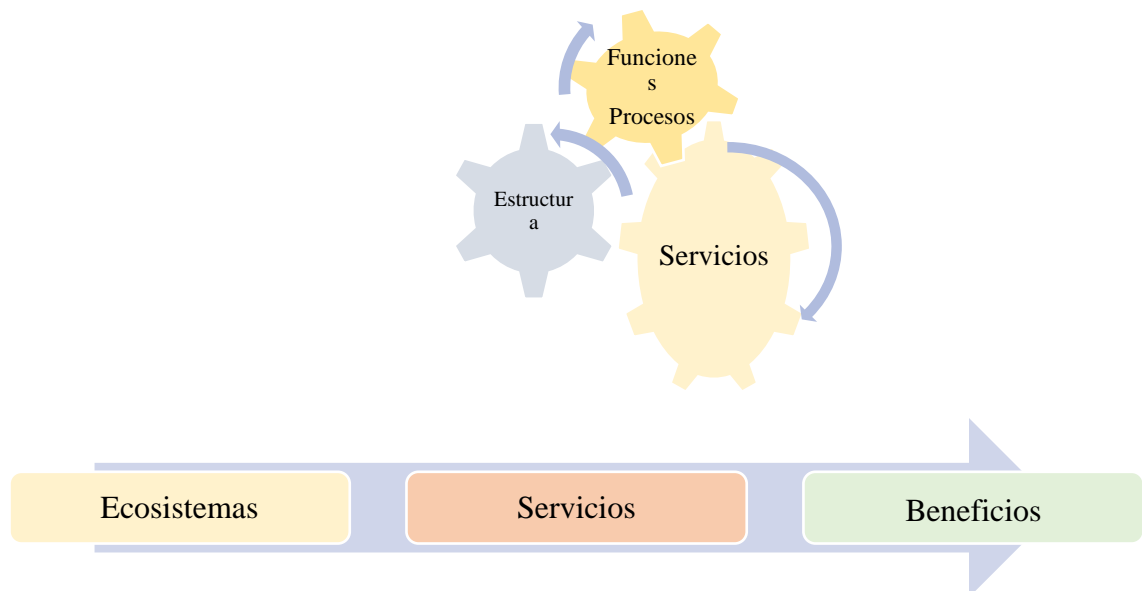 Funcione
s
Procesos
Estructur
a
Servicios
Ecosistemas
Servicios
Beneficios